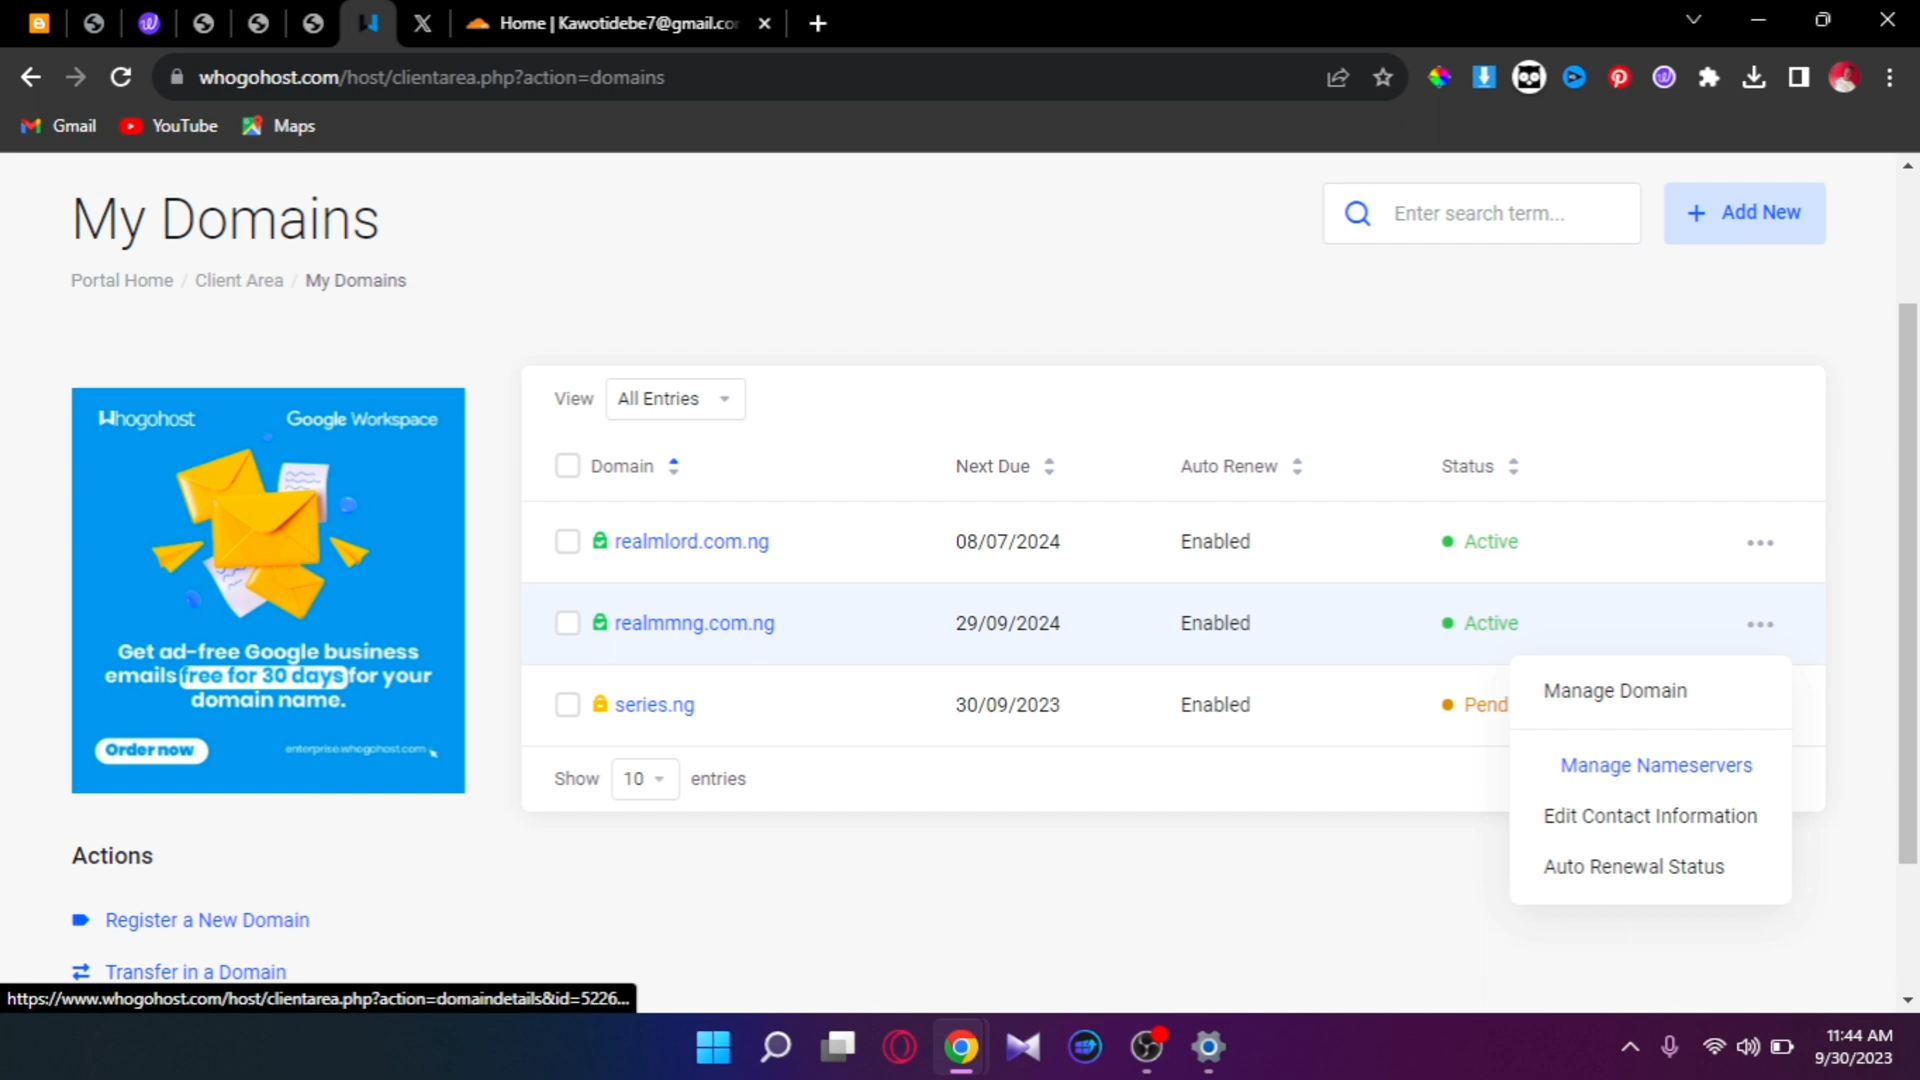 Home | Kawotidebe7@gmail.com
whogohost.com/host/clientarea.php?action=domains
Gmail YouTube Maps
My Domains
Enter search term...
+ Add New
Portal Home / Client Area / My Domains
Whogohost Google Workspace
Get ad-free Google business
emails free for 30 days for your
domain name.
Order now enterprise.whogohost.com
View All Entries
Domain Next Due Auto Renew Status
realmlord.com.ng 08/07/2024 Enabled Active
realmmng.com.ng 29/09/2024 Enabled Active
series.ng 30/09/2023 Enabled Pend
Show 10 entries
Manage Domain
Manage Nameservers
Edit Contact Information
Auto Renewal Status
Actions
Register a New Domain
Transfer in a Domain
https://www.whogohost.com/host/clientarea.php?action=domaindetails&id=5226...
11:44 AM
9/30/2023